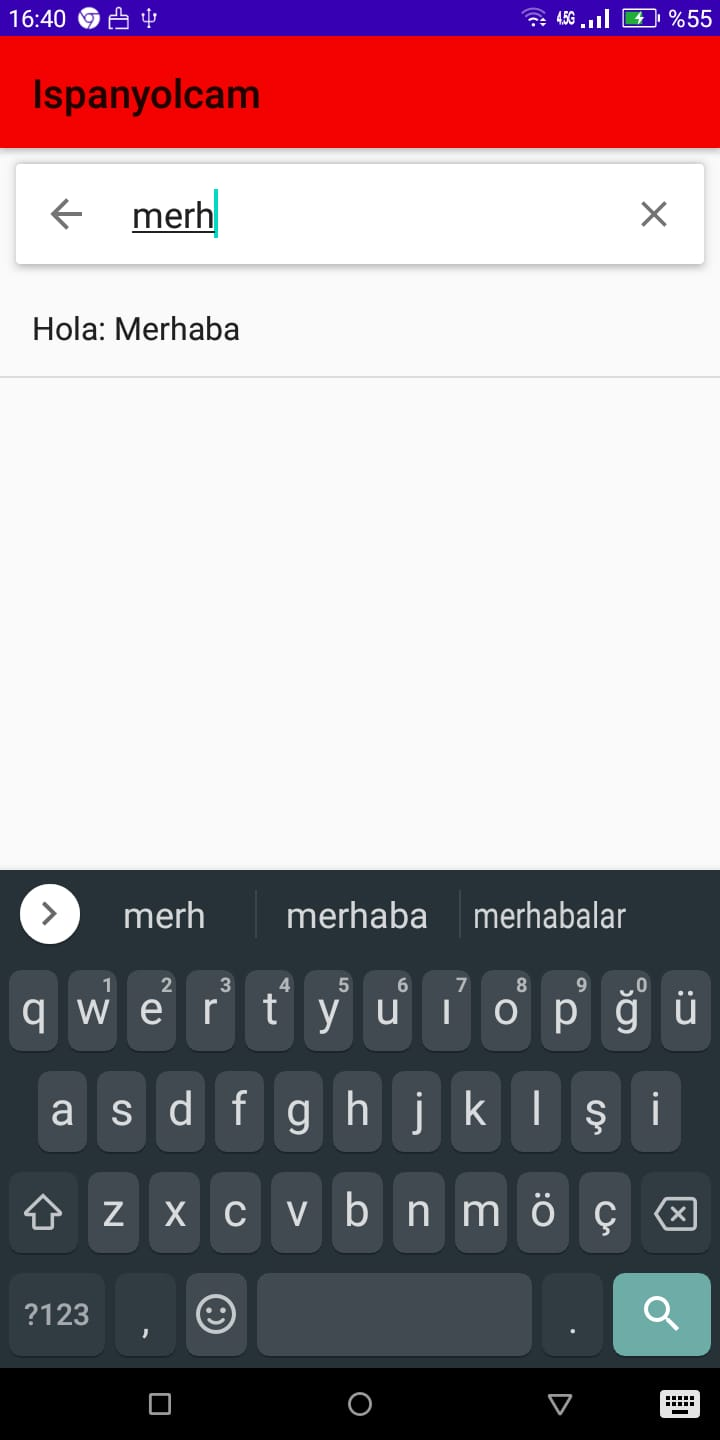 16:40 4.5G %55
Ispanyolcam
merh
Hola: Merhaba
merh merhaba merhabalar
q w 1 e 2 r 3 t 4 y 5 u 6 ı 7 o 8 p 9 ğ 0 ü
a s d f g h j k l ş i
z x c v b n m ö ç
?123 , .